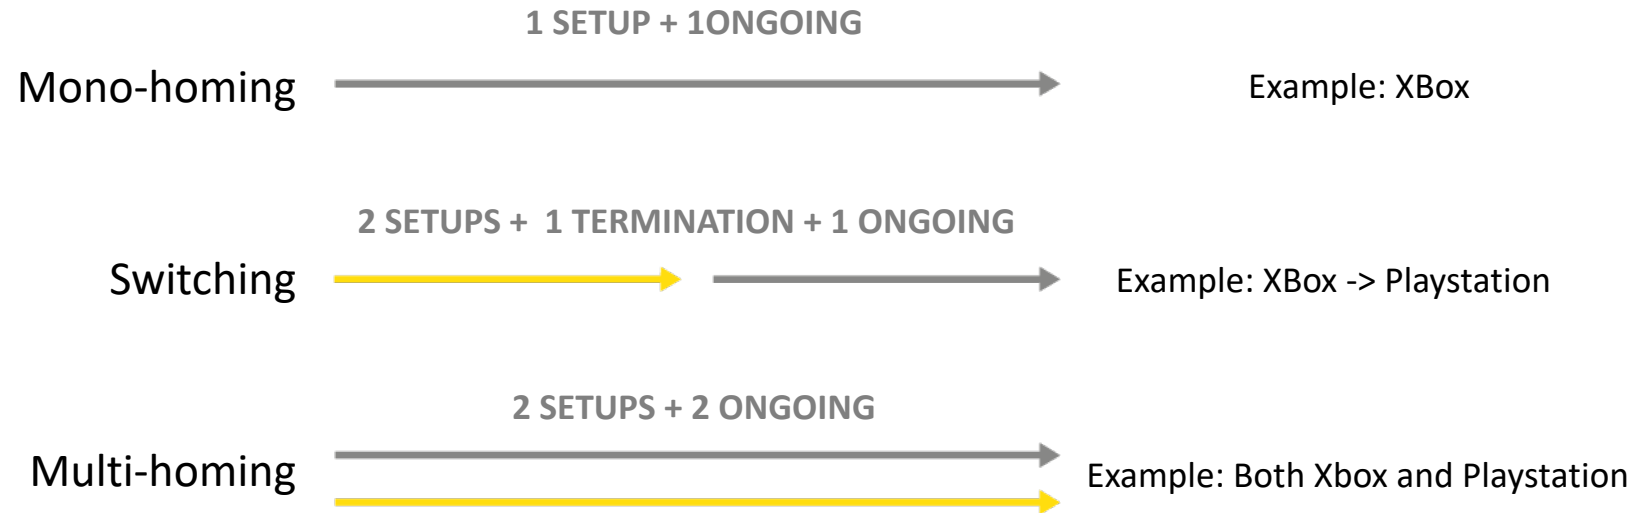 1 SETUP + 1ONGOING
Mono-homing
Example: XBox
2 SETUPS +  1 TERMINATION + 1 ONGOING
Switching
Example: XBox -> Playstation
2 SETUPS + 2 ONGOING
Multi-homing
Example: Both Xbox and Playstation